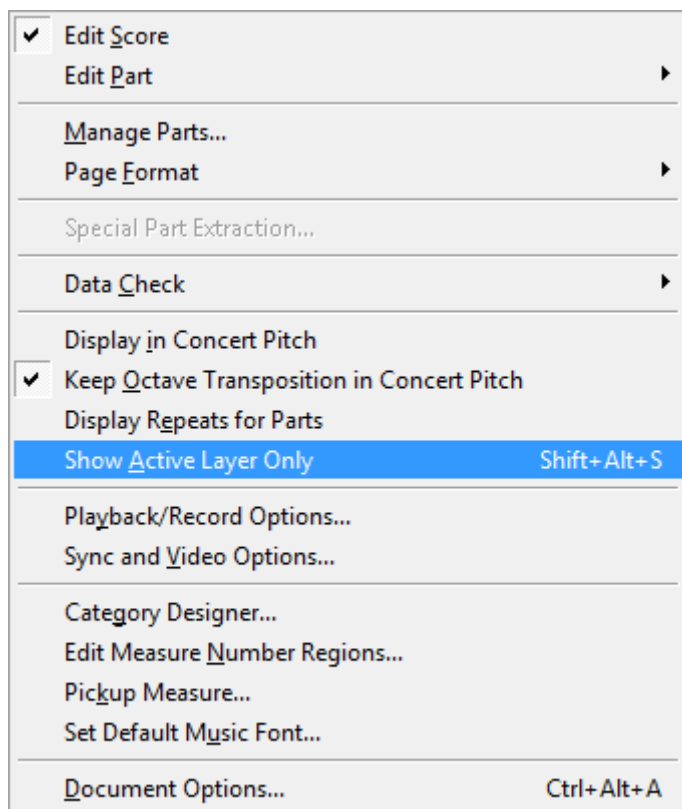 Edit Score
Edit Part
Manage Parts...
Page Format
Special Part Extraction...
Data Check
Display in Concert Pitch
Keep Octave Transposition in Concert Pitch
Display Repeats for Parts
Show Active Layer Only Shift+Alt+S
Playback/Record Options...
Sync and Video Options...
Category Designer...
Edit Measure Number Regions...
Pickup Measure...
Set Default Music Font...
Document Options... Ctrl+Alt+A